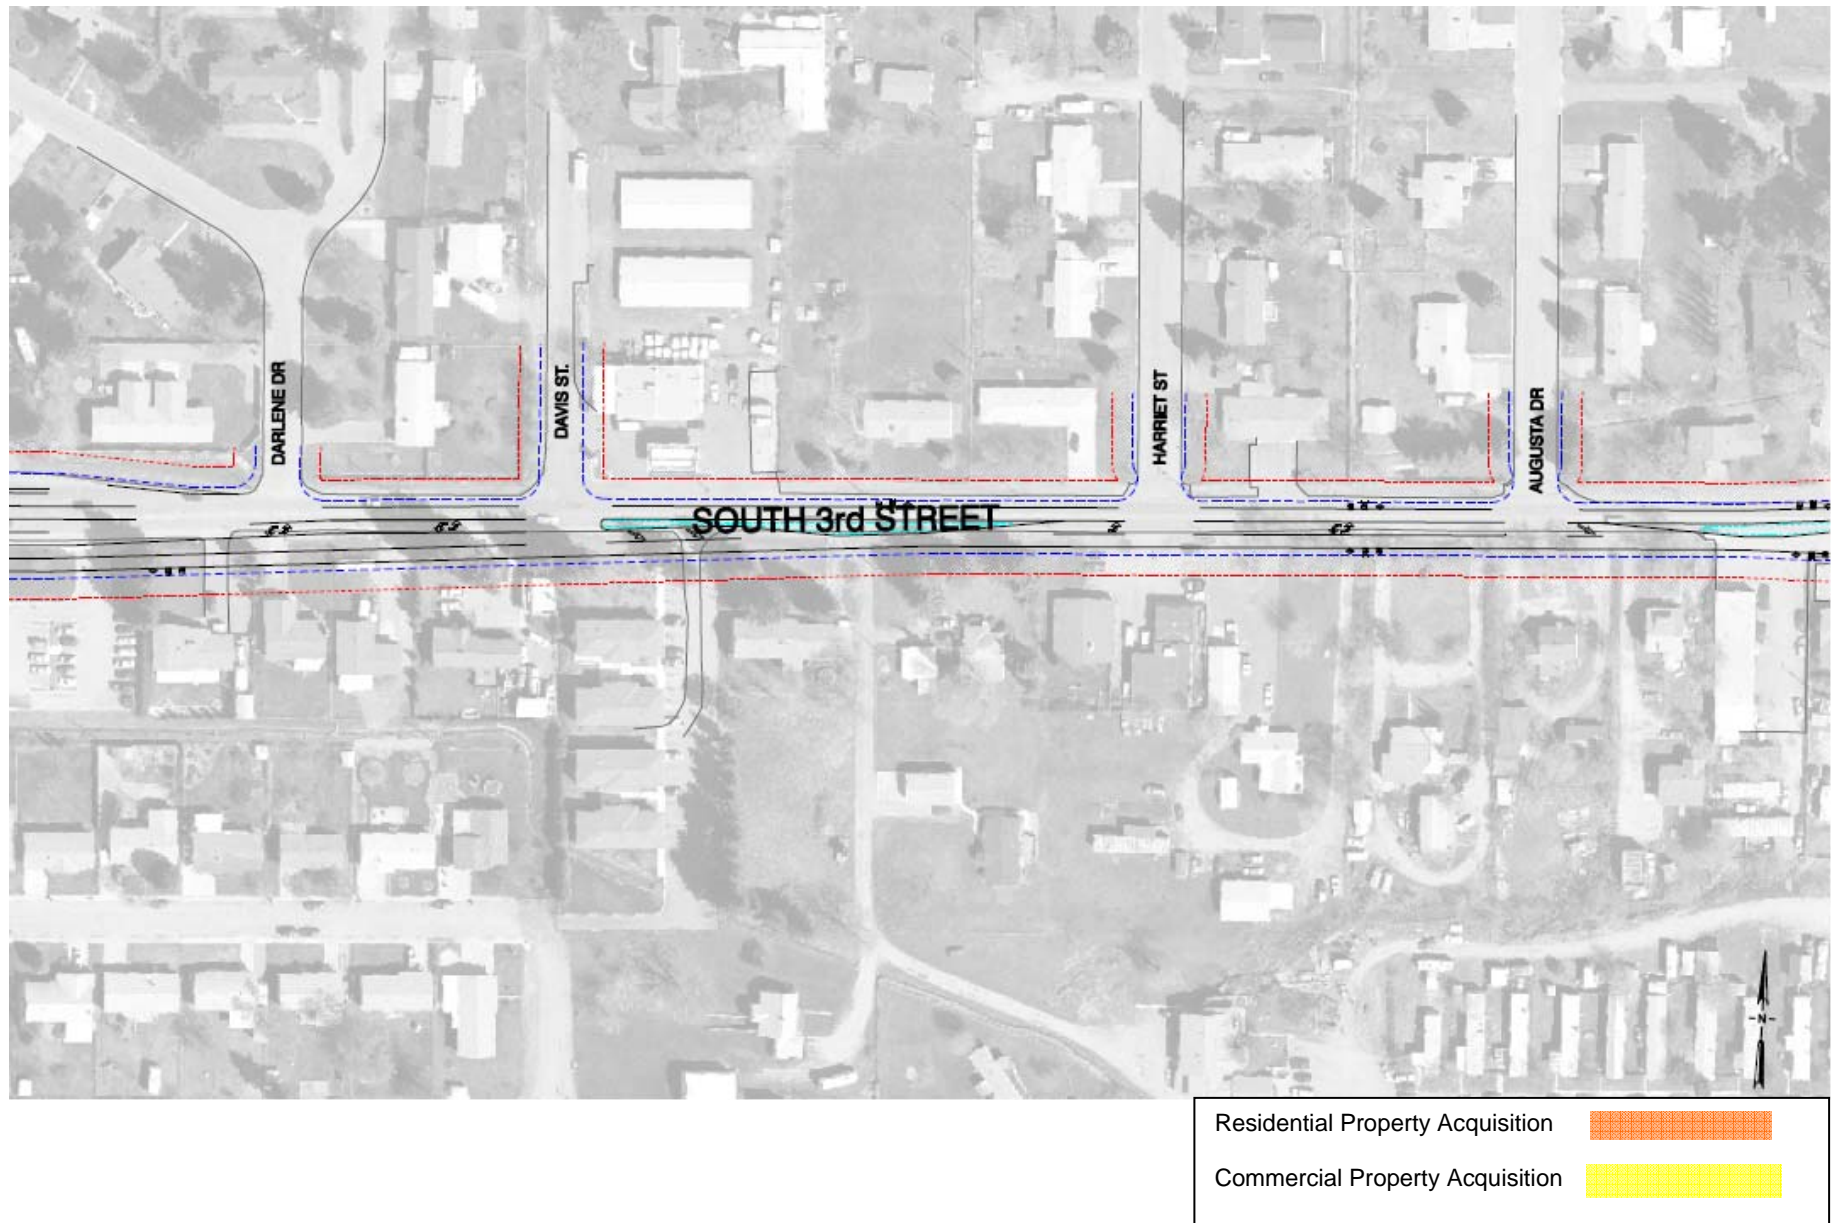 DARLENE DR
DAVIS ST.
HARRIET ST
AUGUSTA DR
SOUTH 3rd STREET
-N-
Residential Property Acquisition
Commercial Property Acquisition